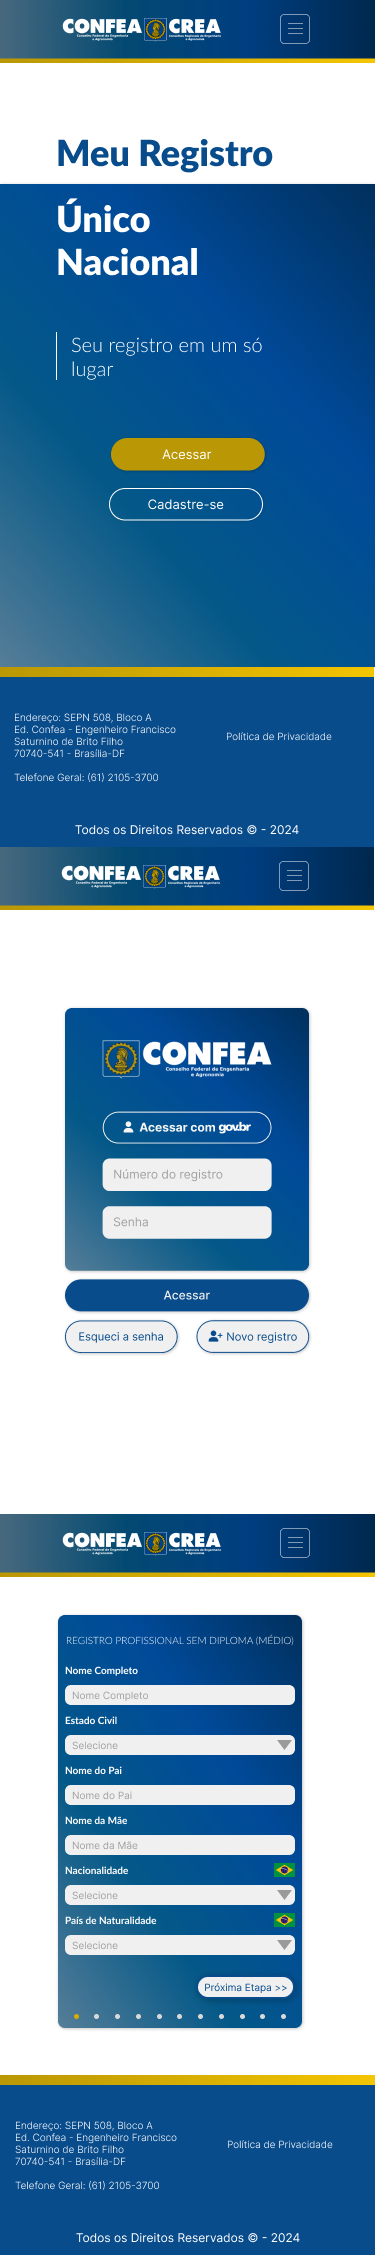 CONFEA CREA
Conselho Federal de Engenharia e Agronomia
Conselhos Regionais de Engenharia e Agronomia
Meu Registro
Único
Nacional
Seu registro em um só
lugar
Acessar
Cadastre-se
Endereço: SEPN 508, Bloco A
Ed. Confea - Engenheiro Francisco
Saturnino de Brito Filho
70740-541 - Brasília-DF
Política de Privacidade
Telefone Geral: (61) 2105-3700
Todos os Direitos Reservados © - 2024
CONFEA CREA
Conselho Federal de Engenharia e Agronomia
Conselhos Regionais de Engenharia e Agronomia
CONFEA
Conselho Federal de Engenharia
e Agronomia
Acessar com gov.br
Número do registro
Senha
Acessar
Esqueci a senha
Novo registro
CONFEA CREA
Conselho Federal de Engenharia e Agronomia
Conselhos Regionais de Engenharia e Agronomia
REGISTRO PROFISSIONAL SEM DIPLOMA (MÉDIO)
Nome Completo
Nome Completo
Estado Civil
Selecione
Nome do Pai
Nome do Pai
Nome da Mãe
Nome da Mãe
Nacionalidade
Selecione
País de Naturalidade
Selecione
Próxima Etapa >>
Endereço: SEPN 508, Bloco A
Ed. Confea - Engenheiro Francisco
Saturnino de Brito Filho
70740-541 - Brasília-DF
Política de Privacidade
Telefone Geral: (61) 2105-3700
Todos os Direitos Reservados © - 2024